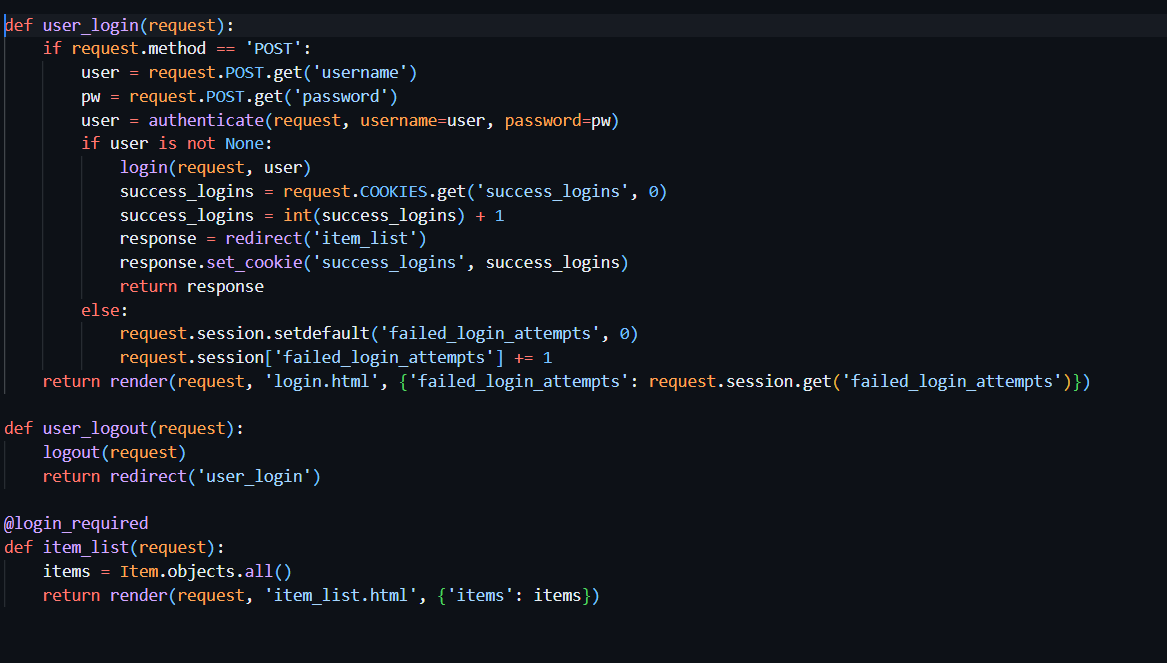 def user_login(request):
    if request.method == 'POST':
        user = request.POST.get('username')
        pw = request.POST.get('password')
        user = authenticate(request, username=user, password=pw)
        if user is not None:
            login(request, user)
            success_logins = request.COOKIES.get('success_logins', 0)
            success_logins = int(success_logins) + 1
            response = redirect('item_list')
            response.set_cookie('success_logins', success_logins)
            return response
        else:
            request.session.setdefault('failed_login_attempts', 0)
            request.session['failed_login_attempts'] += 1
    return render(request, 'login.html', {'failed_login_attempts': request.session.get('failed_login_attempts')})

def user_logout(request):
    logout(request)
    return redirect('user_login')

@login_required
def item_list(request):
    items = Item.objects.all()
    return render(request, 'item_list.html', {'items': items})